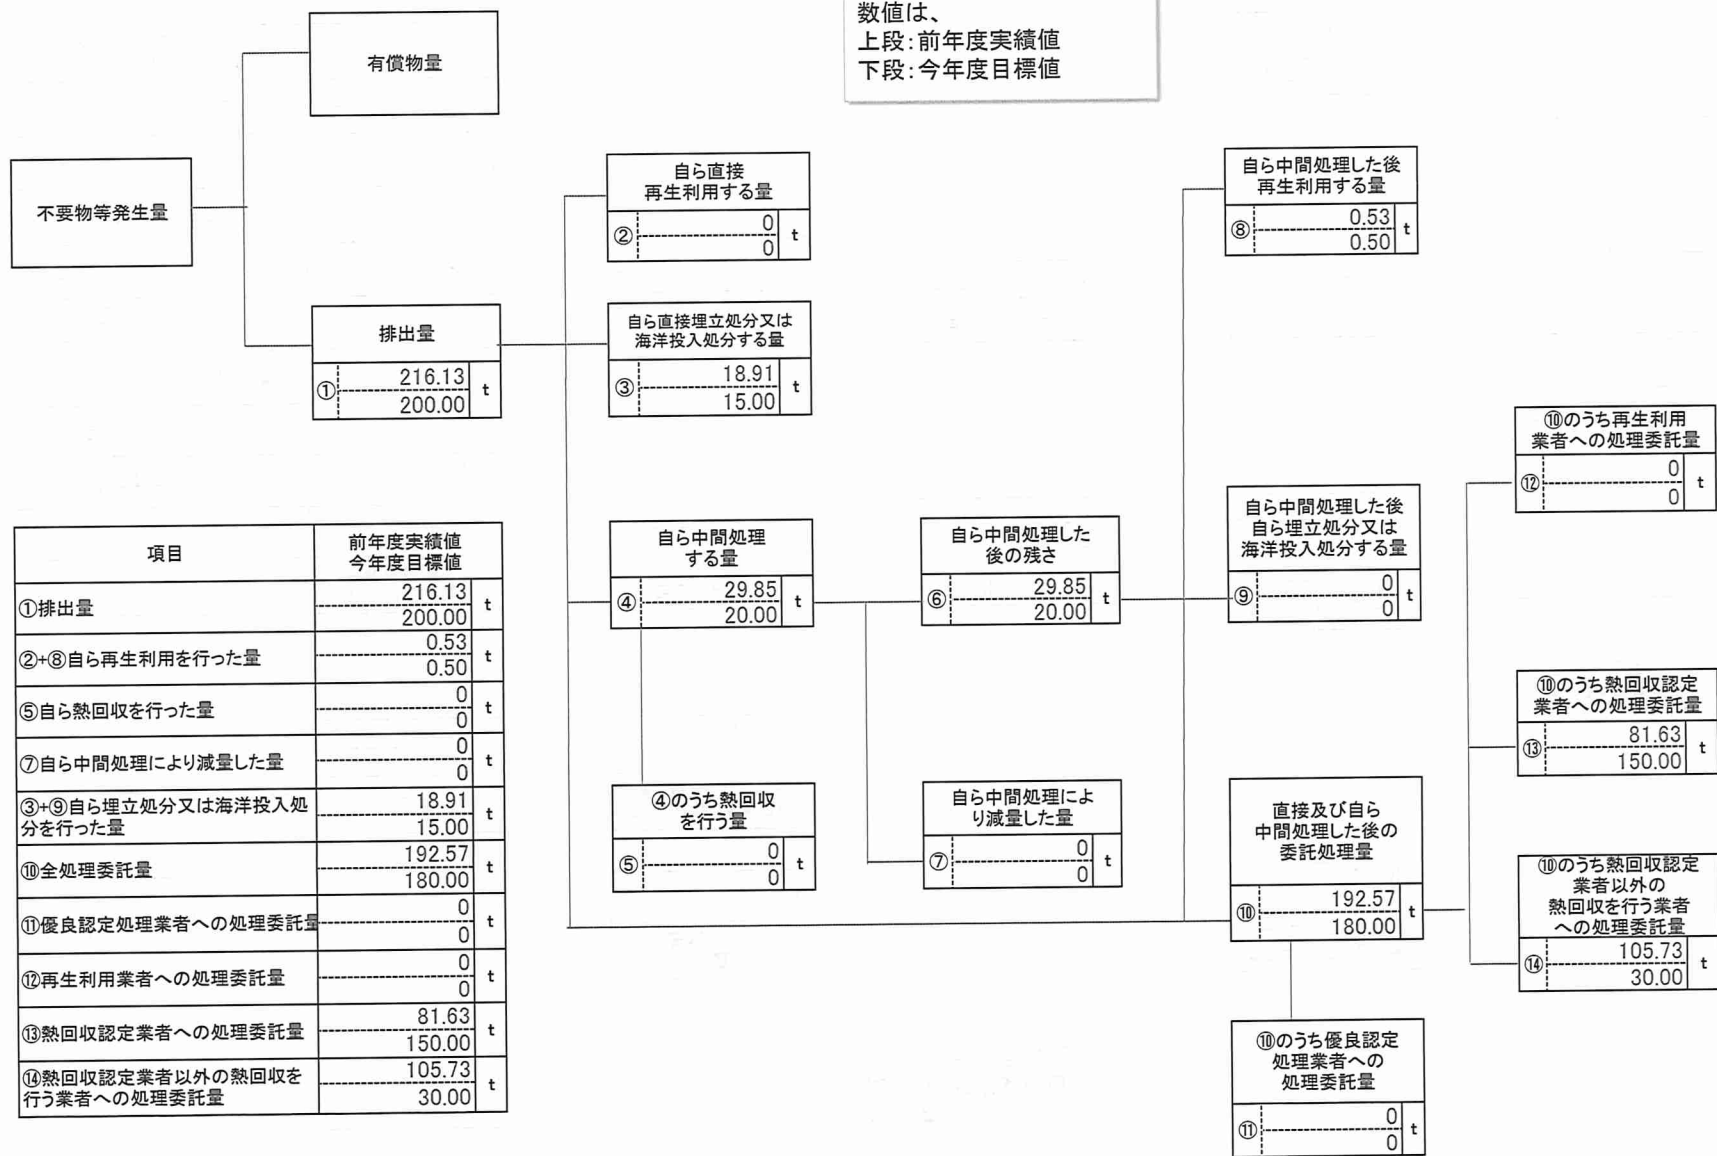 数値は、
上段:前年度実績値
下段:今年度目標値
有償物量
不要物等発生量
排出量
① 216.13 t
200.00
自ら直接
再生利用する量
② 0 t
0
自ら直接埋立処分又は
海洋投入処分する量
③ 18.91 t
15.00
自ら中間処理した後
再生利用する量
⑧ 0.53 t
0.50
自ら中間処理
する量
④ 29.85 t
20.00
自ら中間処理した
後の残さ
⑥ 29.85 t
20.00
自ら中間処理した後
自ら埋立処分又は
海洋投入処分する量
⑨ 0 t
0
④のうち熱回収
を行う量
⑤ 0 t
0
自ら中間処理によ
り減量した量
⑦ 0 t
0
直接及び自ら
中間処理した後の
委託処理量
⑩ 192.57 t
180.00
⑩のうち優良認定
処理業者への
処理委託量
⑪ 0 t
0
⑩のうち再生利用
業者への処理委託量
⑫ 0 t
0
⑩のうち熱回収認定
業者への処理委託量
⑬ 81.63 t
150.00
⑩のうち熱回収認定
業者以外の
熱回収を行う業者
への処理委託量
⑭ 105.73 t
30.00
項目
前年度実績値
今年度目標値
①排出量
216.13 t
200.00
②+⑧自ら再生利用を行った量
0.53 t
0.50
⑤自ら熱回収を行った量
0 t
0
⑦自ら中間処理により減量した量
0 t
0
③+⑨自ら埋立処分又は海洋投入処
分を行った量
18.91 t
15.00
⑩全処理委託量
192.57 t
180.00
⑪優良認定処理業者への処理委託量
0 t
0
⑫再生利用業者への処理委託量
0 t
0
⑬熱回収認定業者への処理委託量
81.63 t
150.00
⑭熱回収認定業者以外の熱回収を
行う業者への処理委託量
105.73 t
30.00